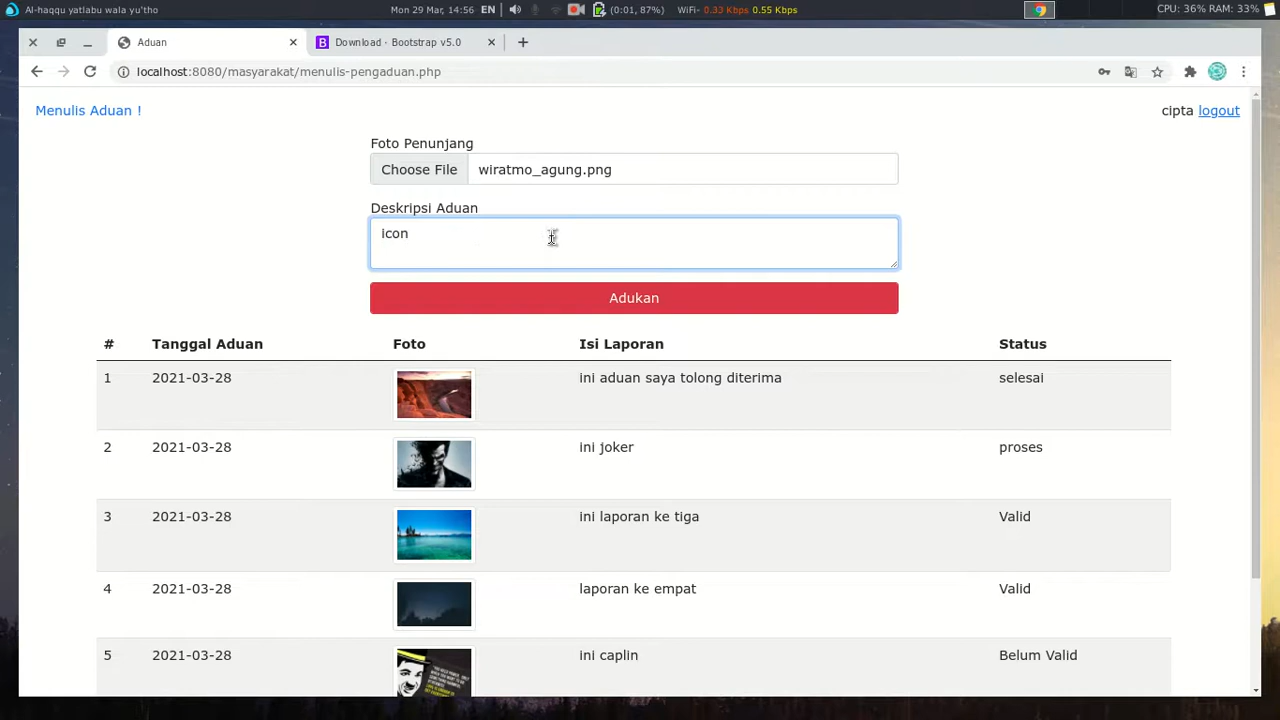 Al-haqqu yatlabu wala yu'tho
Mon 29 Mar, 14:56 EN (0:01, 87%) WiFi- 0.33 Kbps 0.55 Kbps
CPU: 36% RAM: 33%
Aduan
Download · Bootstrap v5.0
localhost:8080/masyarakat/menulis-pengaduan.php
Menulis Aduan !
cipta logout
Foto Penunjang
Choose File wiratmo_agung.png
Deskripsi Aduan
icon
Adukan
# Tanggal Aduan Foto Isi Laporan Status
1 2021-03-28 ini aduan saya tolong diterima selesai
2 2021-03-28 ini joker proses
3 2021-03-28 ini laporan ke tiga Valid
4 2021-03-28 laporan ke empat Valid
5 2021-03-28 ini caplin Belum Valid